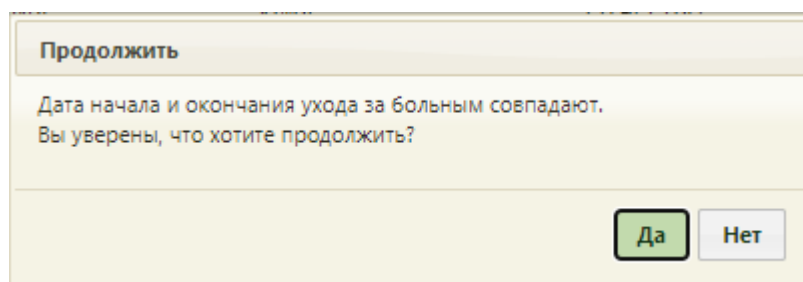 Продолжить
Дата начала и окончания ухода за больным совпадают.
Вы уверены, что хотите продолжить?
Да Нет